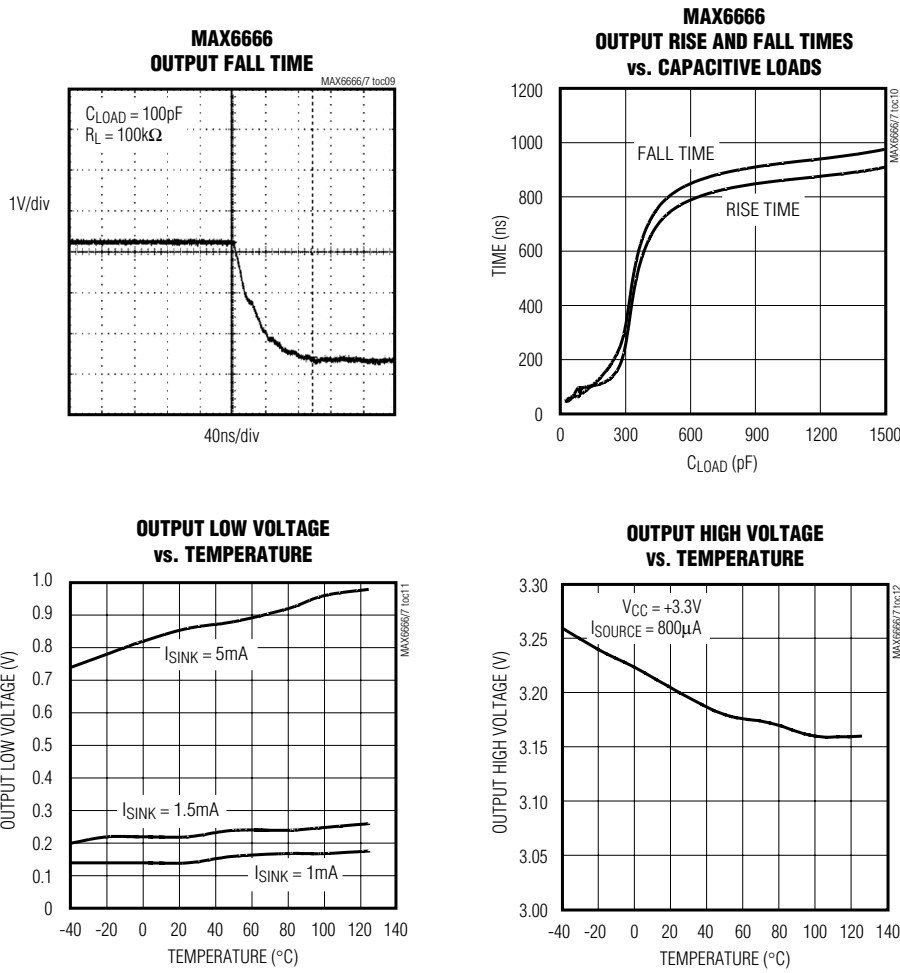 MAX6666
OUTPUT FALL TIME
MAX6666/7 toc09
CLOAD = 100pF
RL = 100kΩ
1V/div
40ns/div
MAX6666
OUTPUT RISE AND FALL TIMES
vs. CAPACITIVE LOADS
MAX6666/7 toc10
1200
1000
800
600
400
200
0
TIME (ns)
FALL TIME
RISE TIME
0 300 600 900 1200 1500
CLOAD (pF)
OUTPUT LOW VOLTAGE
vs. TEMPERATURE
MAX6666/7 toc11
1.0
0.9
0.8
0.7
0.6
0.5
0.4
0.3
0.2
0.1
0
OUTPUT LOW VOLTAGE (V)
ISINK = 5mA
ISINK = 1.5mA
ISINK = 1mA
-40 -20 0 20 40 60 80 100 120 140
TEMPERATURE (°C)
OUTPUT HIGH VOLTAGE
vs. TEMPERATURE
MAX6666/7 toc12
3.30
3.25
3.20
3.15
3.10
3.05
3.00
OUTPUT HIGH VOLTAGE (V)
VCC = +3.3V
ISOURCE = 800µA
-40 -20 0 20 40 60 80 100 120 140
TEMPERATURE (°C)